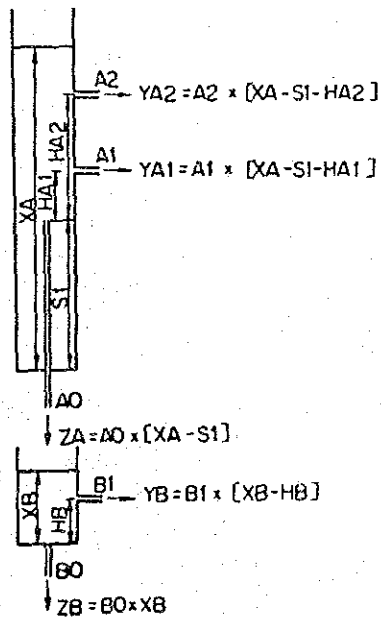 A2
YA2 = A2 × [XA-S1-HA2]
HA2
A1
YA1 = A1 × [XA-S1-HA1]
HA1
XA
S1
A0
ZA = A0 × [XA-S1]
B1
YB = B1 × [XB-HB]
XB
HB
B0
ZB = B0 × XB